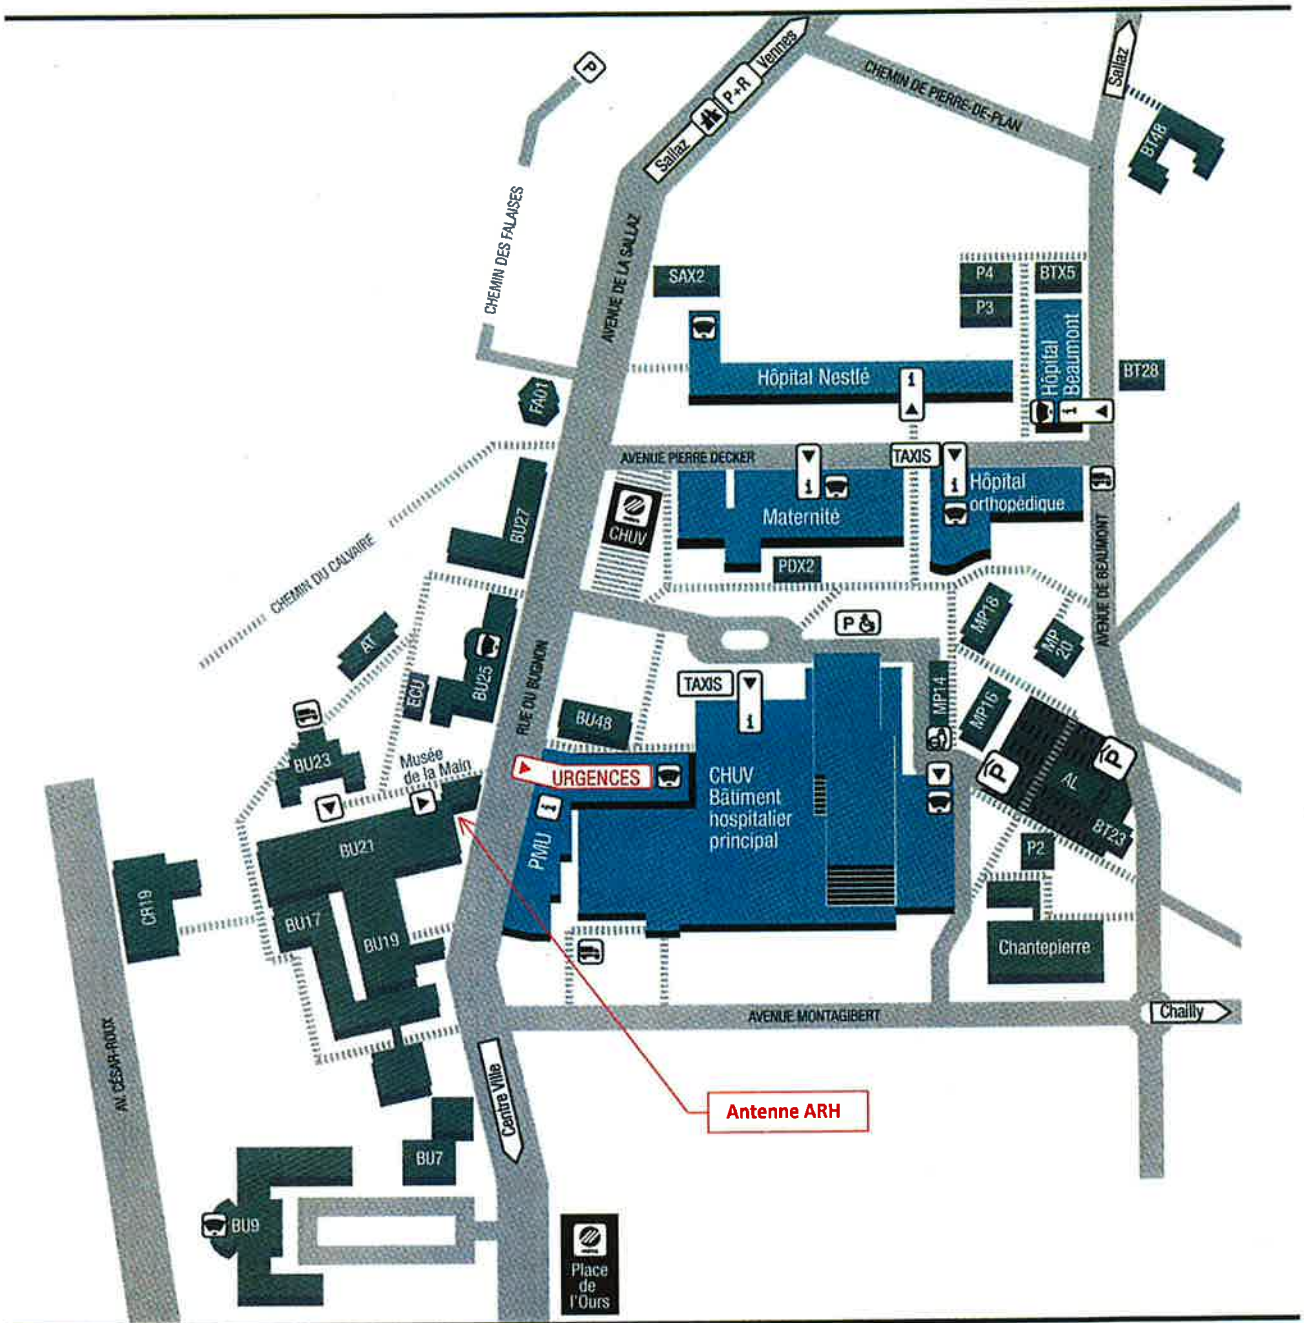 P
Sallaz
P+R
Vennes
CHEMIN DE PIERRE-DE-PLAN
Sallaz
BT48
CHEMIN DES FALAISES
AVENUE DE LA SALLAZ
SAX2
P4
BTX5
P3
Hôpital
Beaumont
BT28
Hôpital Nestlé
i
i
FA01
AVENUE PIERRE DECKER
TAXIS
i
i
Hôpital
orthopédique
Maternité
CHUV
BU27
PDX2
CHEMIN DU CALVAIRE
AVENUE DE BEAUMONT
MP18
MP
20
P
AT
BU25
ECU
RUE DU BUGNON
TAXIS
i
BU48
MP14
MP16
BU23
Musée
de la Main
URGENCES
i
PMU
CHUV
Bâtiment
hospitalier
principal
P
P
AL
BT23
P2
BU21
CR19
BU17
BU19
Chantepierre
AVENUE MONTAGIBERT
Chailly
AV. CÉSAR-ROUX
Centre Ville
Antenne ARH
BU7
BU9
Place
de
l'Ours